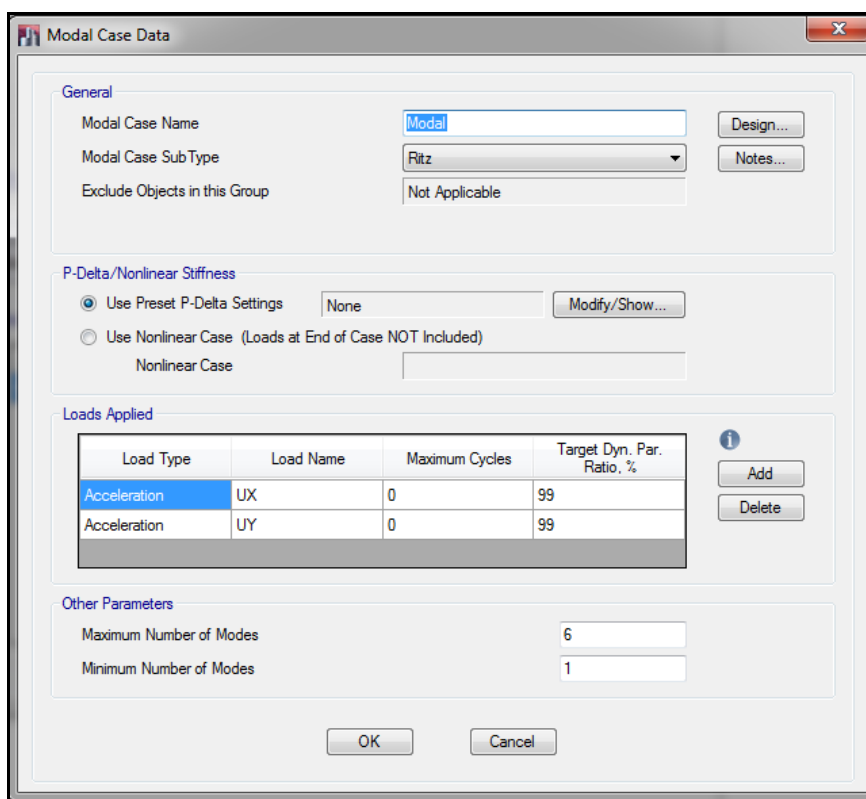 Modal Case Data
General
Modal Case Name Modal Design...
Modal Case SubType Ritz Notes...
Exclude Objects in this Group Not Applicable
P-Delta/Nonlinear Stiffness
Use Preset P-Delta Settings None Modify/Show...
Use Nonlinear Case (Loads at End of Case NOT Included)
Nonlinear Case
Loads Applied
Load Type Load Name Maximum Cycles Target Dyn. Par. Ratio, %
Acceleration UX 0 99
Acceleration UY 0 99
Add
Delete
Other Parameters
Maximum Number of Modes 6
Minimum Number of Modes 1
OK Cancel